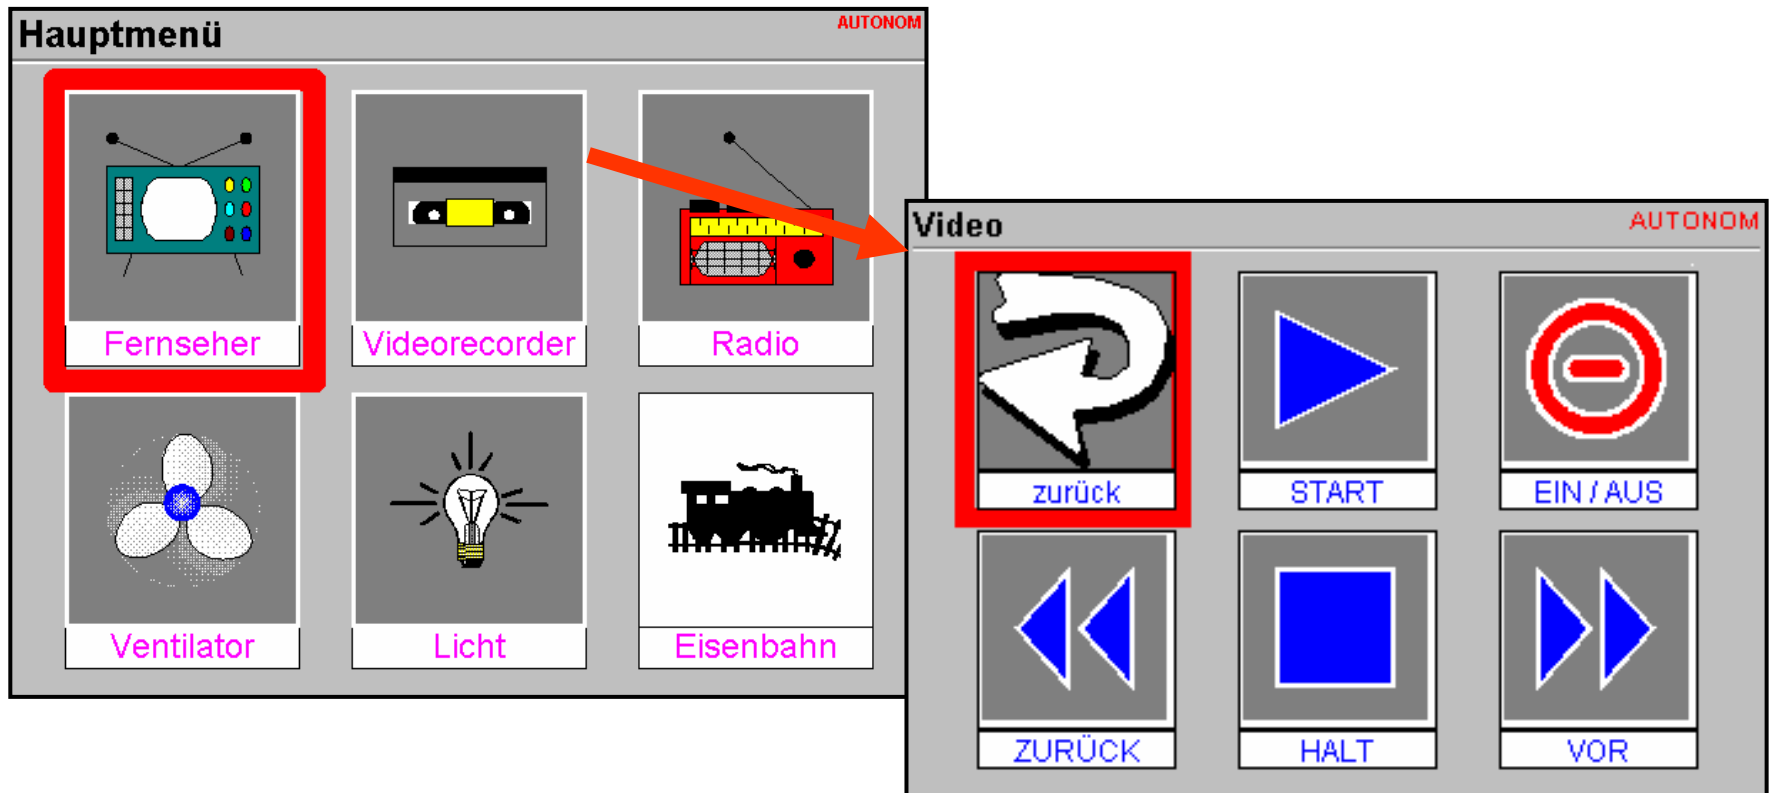 Hauptmenü
AUTONOM
Fernseher
Videorecorder
Radio
Ventilator
Licht
Eisenbahn
Video
AUTONOM
zurück
START
EIN / AUS
ZURÜCK
HALT
VOR